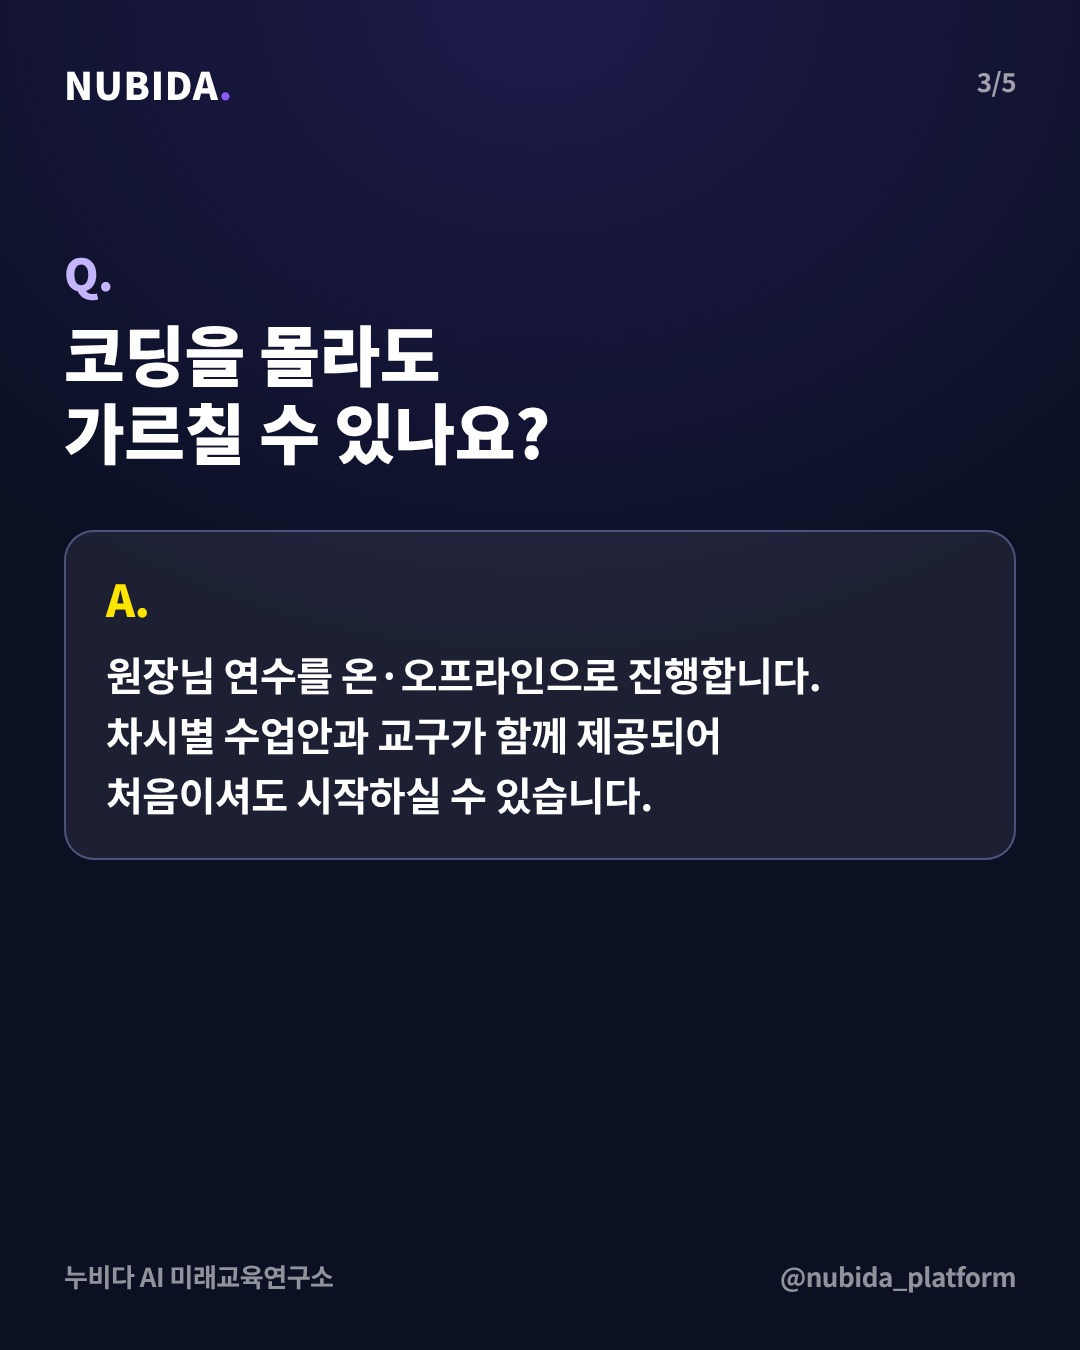 NUBIDA.
3/5
Q.
코딩을 몰라도
가르칠 수 있나요?
A.
원장님 연수를 온·오프라인으로 진행합니다.
차시별 수업안과 교구가 함께 제공되어
처음이셔도 시작하실 수 있습니다.
누비다 AI 미래교육연구소
@nubida_platform